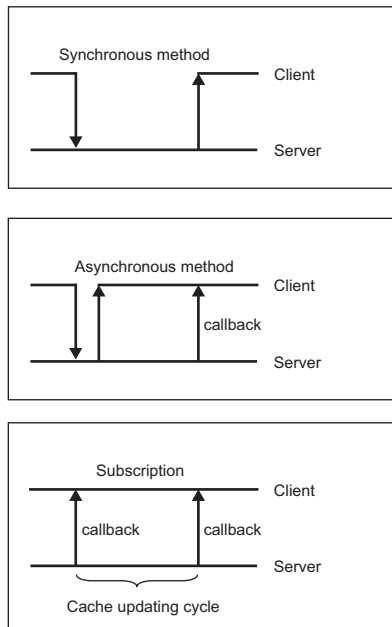 Synchronous method
Client
Server
Asynchronous method
Client
callback
Server
Subscription
Client
callback callback
Server
Cache updating cycle